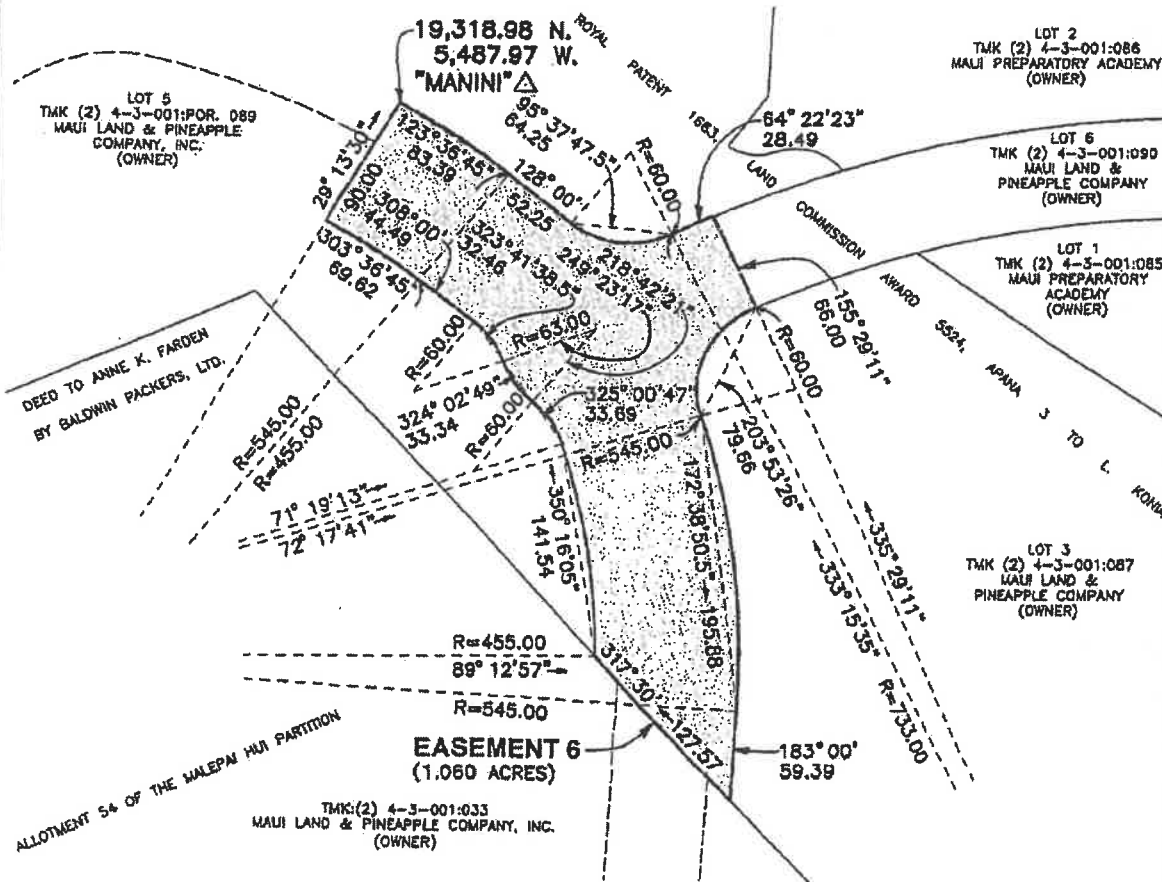 19,318.98 N.
5,487.97 W.
"MANINI"
ROYAL PATENT 1663, LAND COMMISSION AWARD 5524, APANA 3 TO L.
LOT 2
TMK (2) 4-3-001:086
MAUI PREPARATORY ACADEMY
(OWNER)
LOT 5
TMK (2) 4-3-001:POR. 089
MAUI LAND & PINEAPPLE
COMPANY, INC.
(OWNER)
95° 37'47.5"
64.25
64° 22'23"
28.49
LOT 6
TMK (2) 4-3-001:090
MAUI LAND &
PINEAPPLE COMPANY
(OWNER)
123° 36'45"
83.39
128° 00'
52.25
R=60.00
29° 13'30"
90.00
308° 00'
44.49
32.46
303° 36'45"
69.62
323° 41'38.5"
249° 23'17"
218° 42'21"
LOT 1
TMK (2) 4-3-001:085
MAUI PREPARATORY
ACADEMY
(OWNER)
155° 29'11"
66.00
R=63.00
R=60.00
R=60.00
DEED TO ANNE K. FARDEN
BY BALDWIN PACKERS, LTD.
324° 02'49"
33.34
R=60.00
325° 00'47"
33.69
R=545.00
R=455.00
R=545.00
203° 53'26"
79.66
71° 19'13"
72° 17'41"
350° 16'05"
141.54
172° 38'50.5"
195.88
335° 29'11"
333° 15'35"
R=733.00
LOT 3
TMK (2) 4-3-001:087
MAUI LAND &
PINEAPPLE COMPANY
(OWNER)
R=455.00
89° 12'57"
R=545.00
317° 30'
127.57
EASEMENT 6
(1.060 ACRES)
183° 00'
59.39
ALLOTMENT 54 OF THE MALEPAI HUI PARTITION
TMK:(2) 4-3-001:033
MAUI LAND & PINEAPPLE COMPANY, INC.
(OWNER)